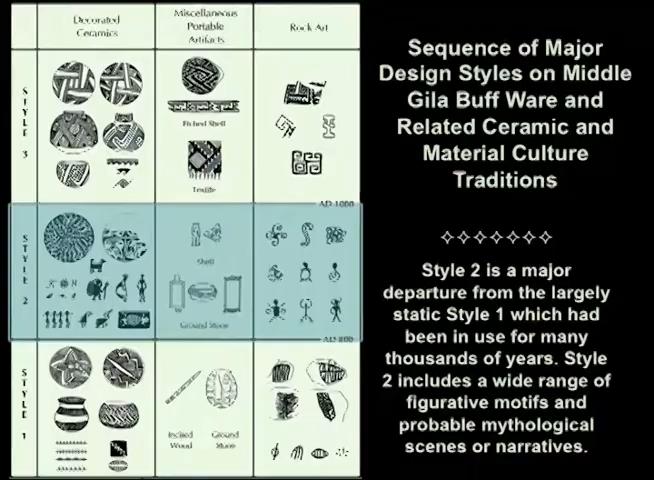 Decorated
Ceramics
Miscellaneous
Portable
Artifacts
Rock Art
STYLE 3
Etched Shell
Textile
AD 1000
STYLE 2
Shell
Ground Stone
AD 800
STYLE 1
Incised
Wood
Ground
Stone
Sequence of Major
Design Styles on Middle
Gila Buff Ware and
Related Ceramic and
Material Culture
Traditions
Style 2 is a major
departure from the largely
static Style 1 which had
been in use for many
thousands of years. Style
2 includes a wide range of
figurative motifs and
probable mythological
scenes or narratives.